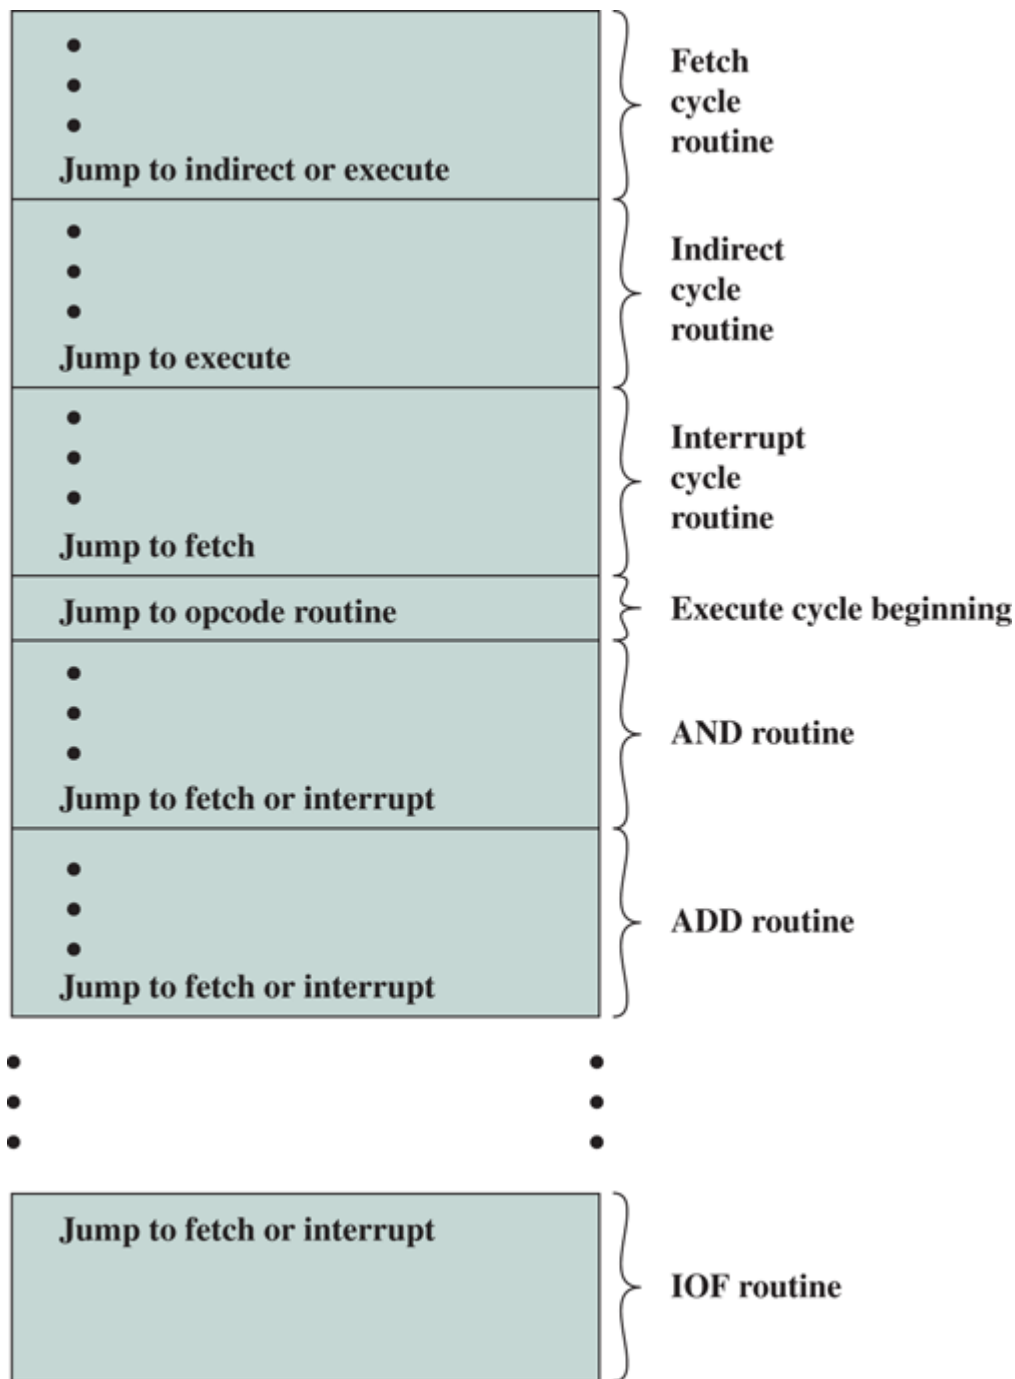 Fetch
cycle
routine
Jump to indirect or execute
Indirect
cycle
routine
Jump to execute
Interrupt
cycle
routine
Jump to fetch
Jump to opcode routine
Execute cycle beginning
AND routine
Jump to fetch or interrupt
ADD routine
Jump to fetch or interrupt
Jump to fetch or interrupt
IOF routine